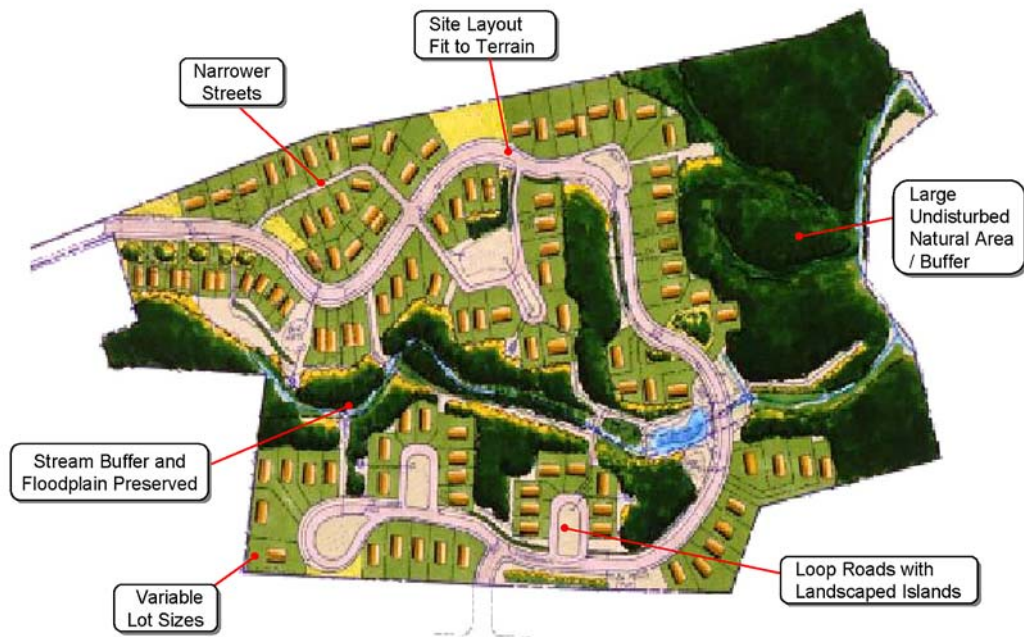 Site Layout
Fit to Terrain
Narrower
Streets
Large
Undisturbed
Natural Area
/ Buffer
Stream Buffer and
Floodplain Preserved
Variable
Lot Sizes
Loop Roads with
Landscaped Islands